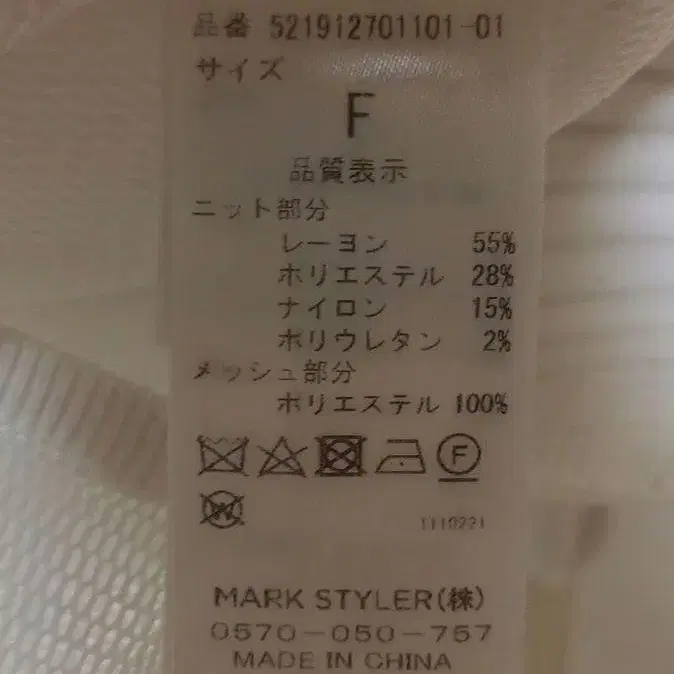 品番 521912701101-01
サイズ
F
品質表示
ニット部分
レーヨン 55%
ポリエステル 28%
ナイロン 15%
ポリウレタン 2%
メッシュ部分
ポリエステル 100%
F
W
1110221
MARK STYLER(株)
0570-050-757
MADE IN CHINA